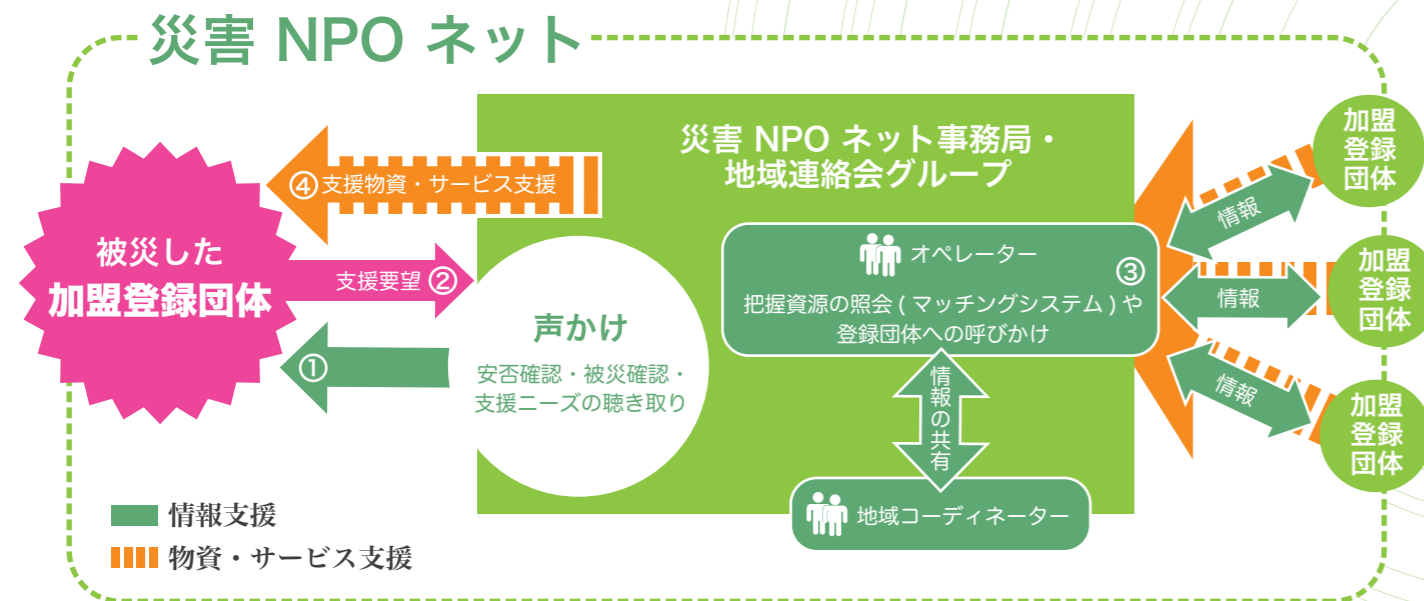 災害 NPO ネット
災害 NPO ネット事務局・
地域連絡会グループ
④支援物資・サービス支援
被災した
加盟登録団体
支援要望 ②
①
声かけ
安否確認・被災確認・
支援ニーズの聴き取り
オペレーター
③
把握資源の照会 ( マッチングシステム ) や
登録団体への呼びかけ
情報の共有
地域コーディネーター
情報
情報
情報
加盟
登録
団体
加盟
登録
団体
加盟
登録
団体
情報支援
物資・サービス支援